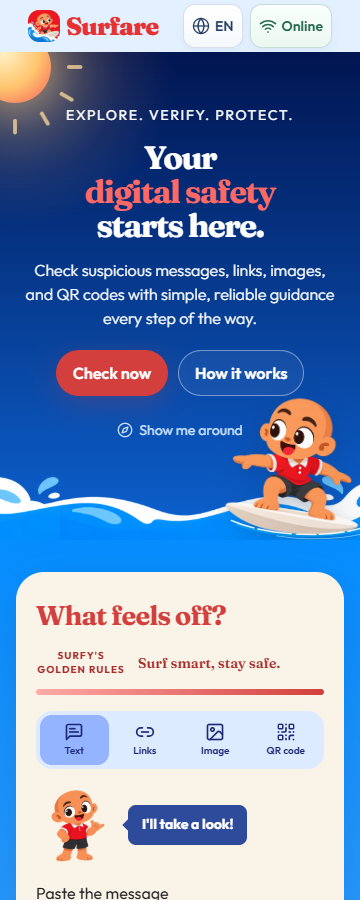 Surfare
EN
Online
EXPLORE. VERIFY. PROTECT.
Your
digital safety
starts here.
Check suspicious messages, links, images,
and QR codes with simple, reliable guidance
every step of the way.
Check now
How it works
Show me around
What feels off?
SURFY'S
GOLDEN RULES
Surf smart, stay safe.
Text
Links
Image
QR code
I'll take a look!
Paste the message